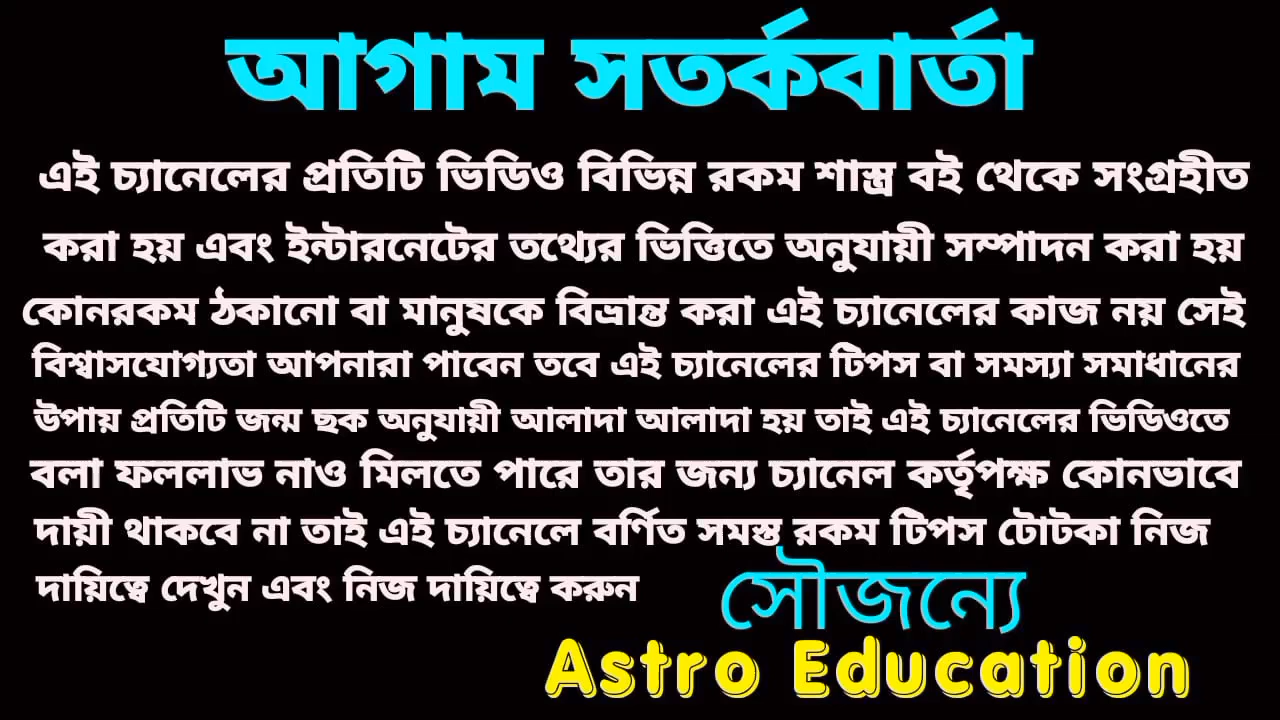 আগাম সতর্কবার্তা
এই চ্যানেলের প্রতিটি ভিডিও বিভিন্ন রকম শাস্ত্র বই থেকে সংগ্রহীত
করা হয় এবং ইন্টারনেটের তথ্যের ভিত্তিতে অনুযায়ী সম্পাদন করা হয়
কোনরকম ঠকানো বা মানুষকে বিভ্রান্ত করা এই চ্যানেলের কাজ নয় সেই
বিশ্বাসযোগ্যতা আপনারা পাবেন তবে এই চ্যানেলের টিপস বা সমস্যা সমাধানের
উপায় প্রতিটি জন্ম ছক অনুযায়ী আলাদা আলাদা হয় তাই এই চ্যানেলের ভিডিওতে
বলা ফললাভ নাও মিলতে পারে তার জন্য চ্যানেল কর্তৃপক্ষ কোনভাবে
দায়ী থাকবে না তাই এই চ্যানেলে বর্ণিত সমস্ত রকম টিপস টোটকা নিজ
দায়িত্বে দেখুন এবং নিজ দায়িত্বে করুন
সৌজন্যে
Astro Education